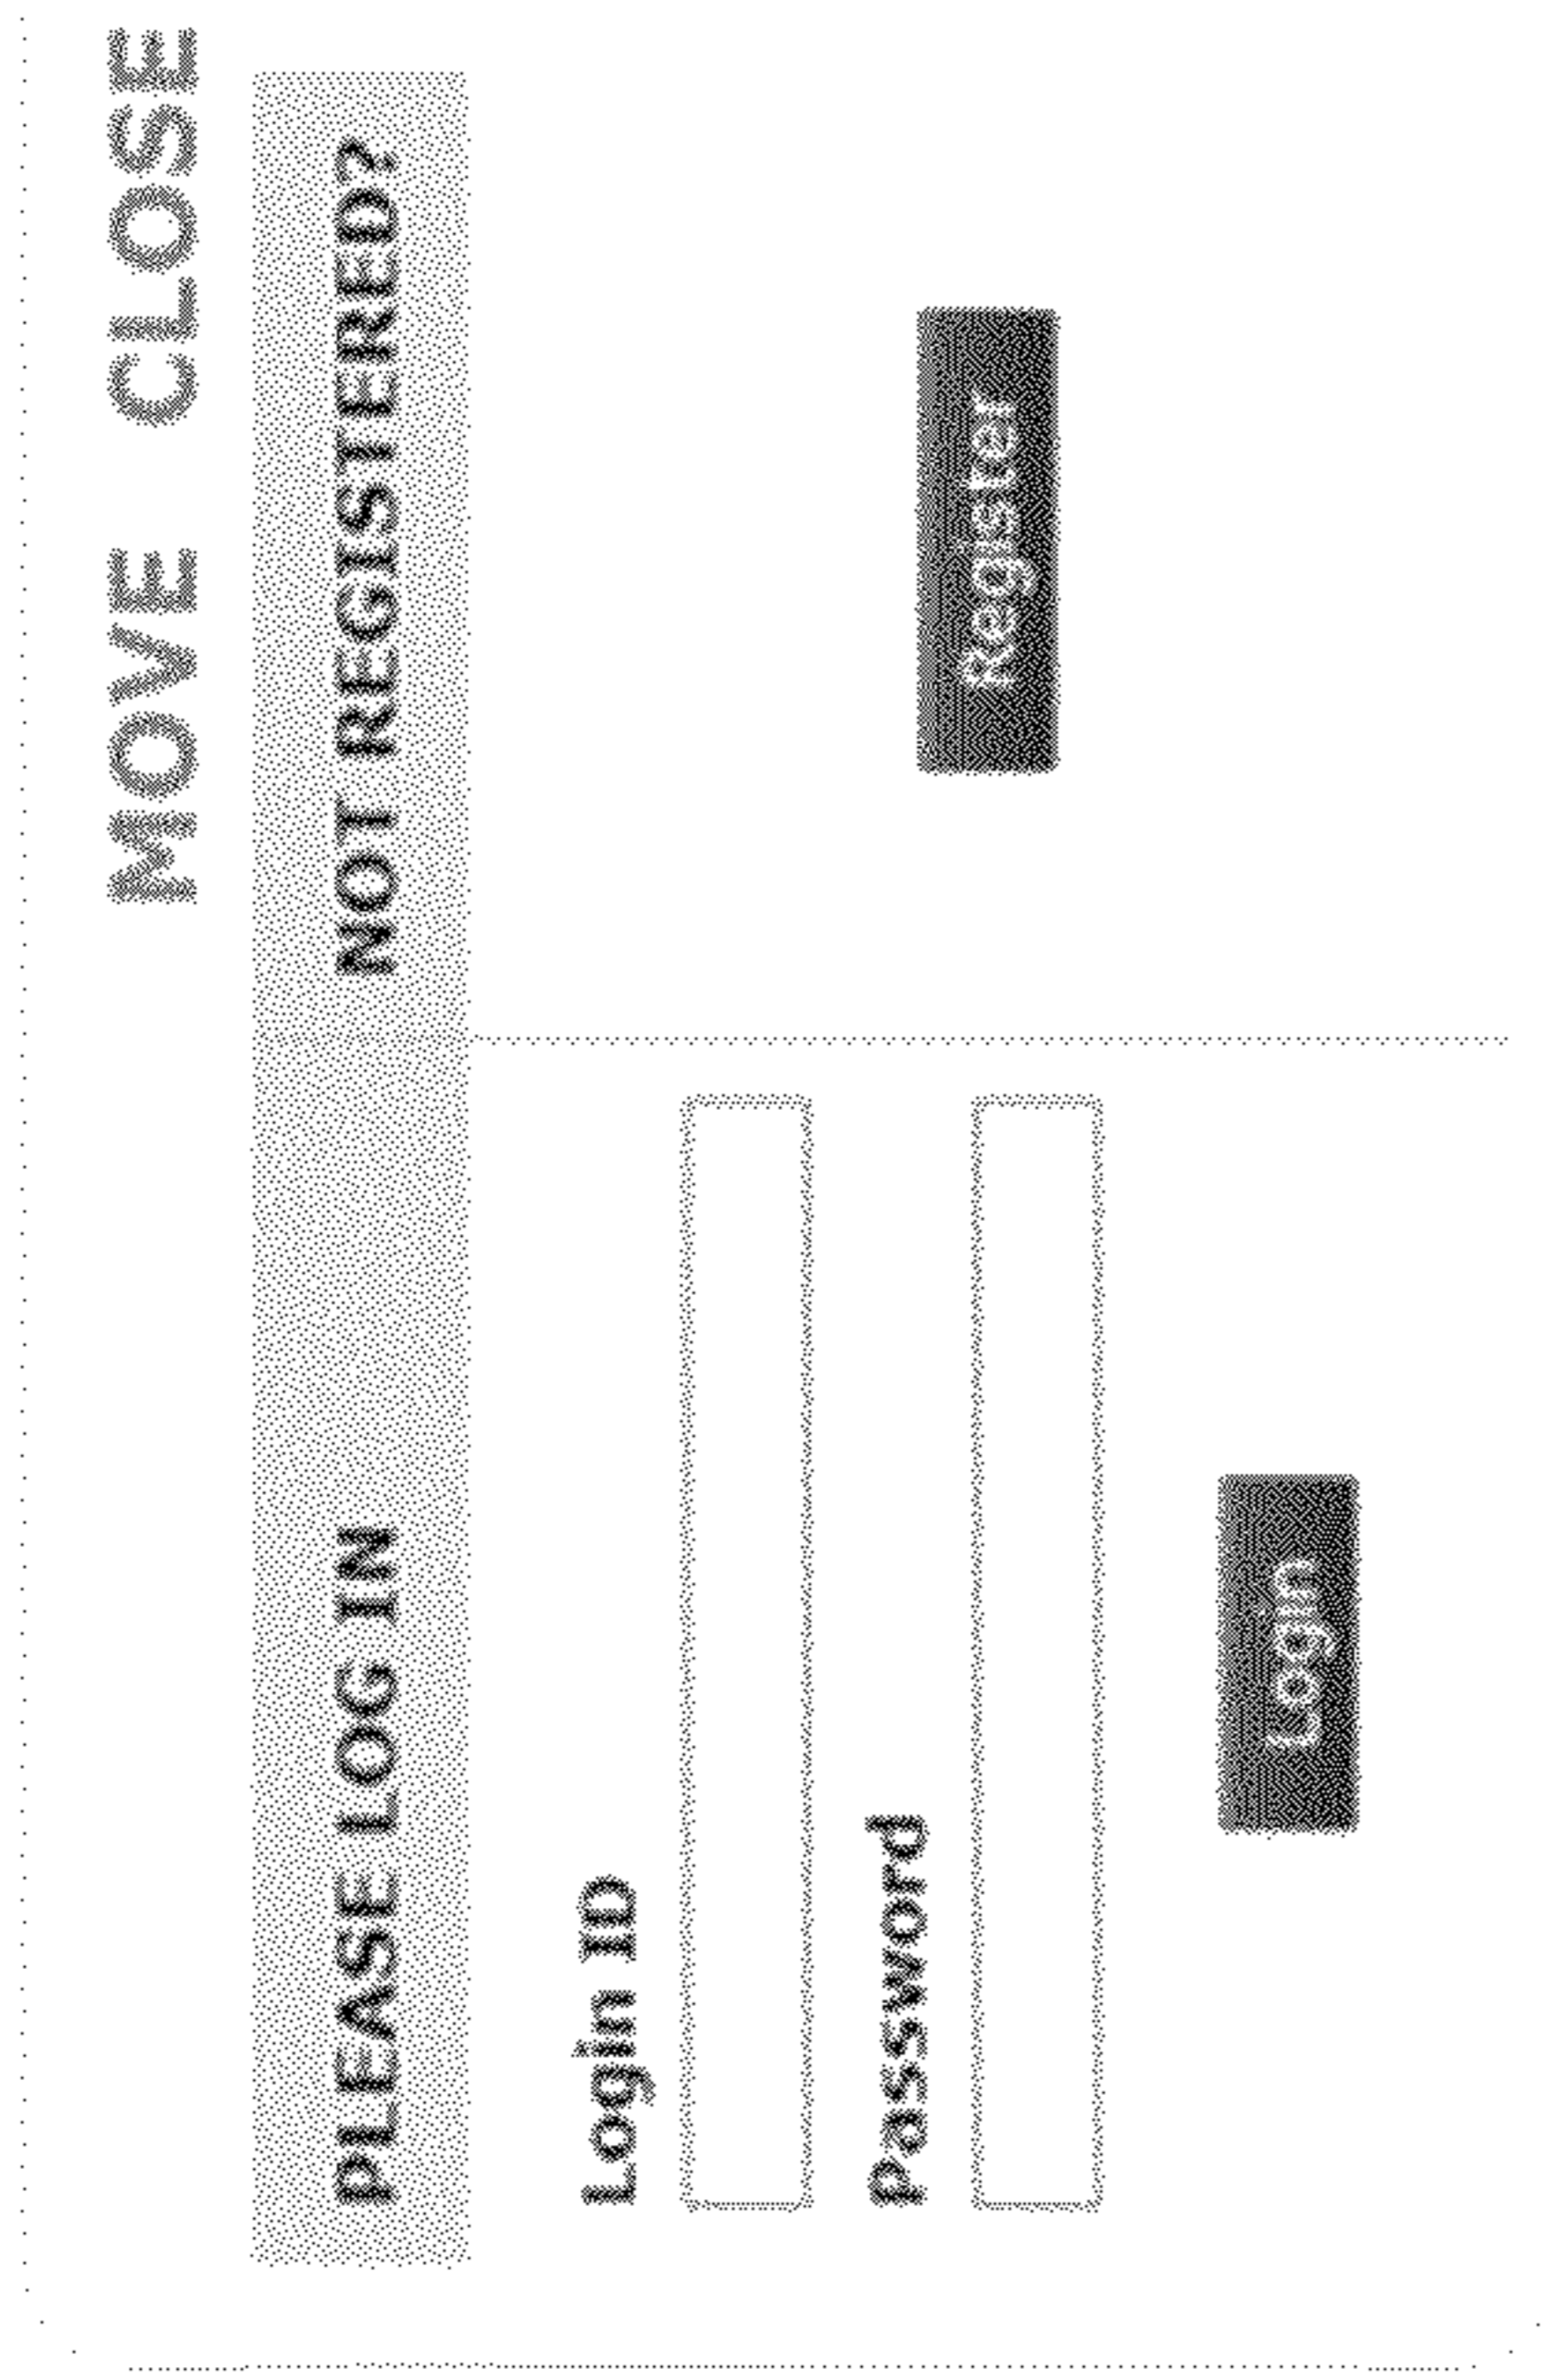 MOVE CLOSE
PLEASE LOG IN NOT REGISTERED?
Login ID
Password
Register
Login